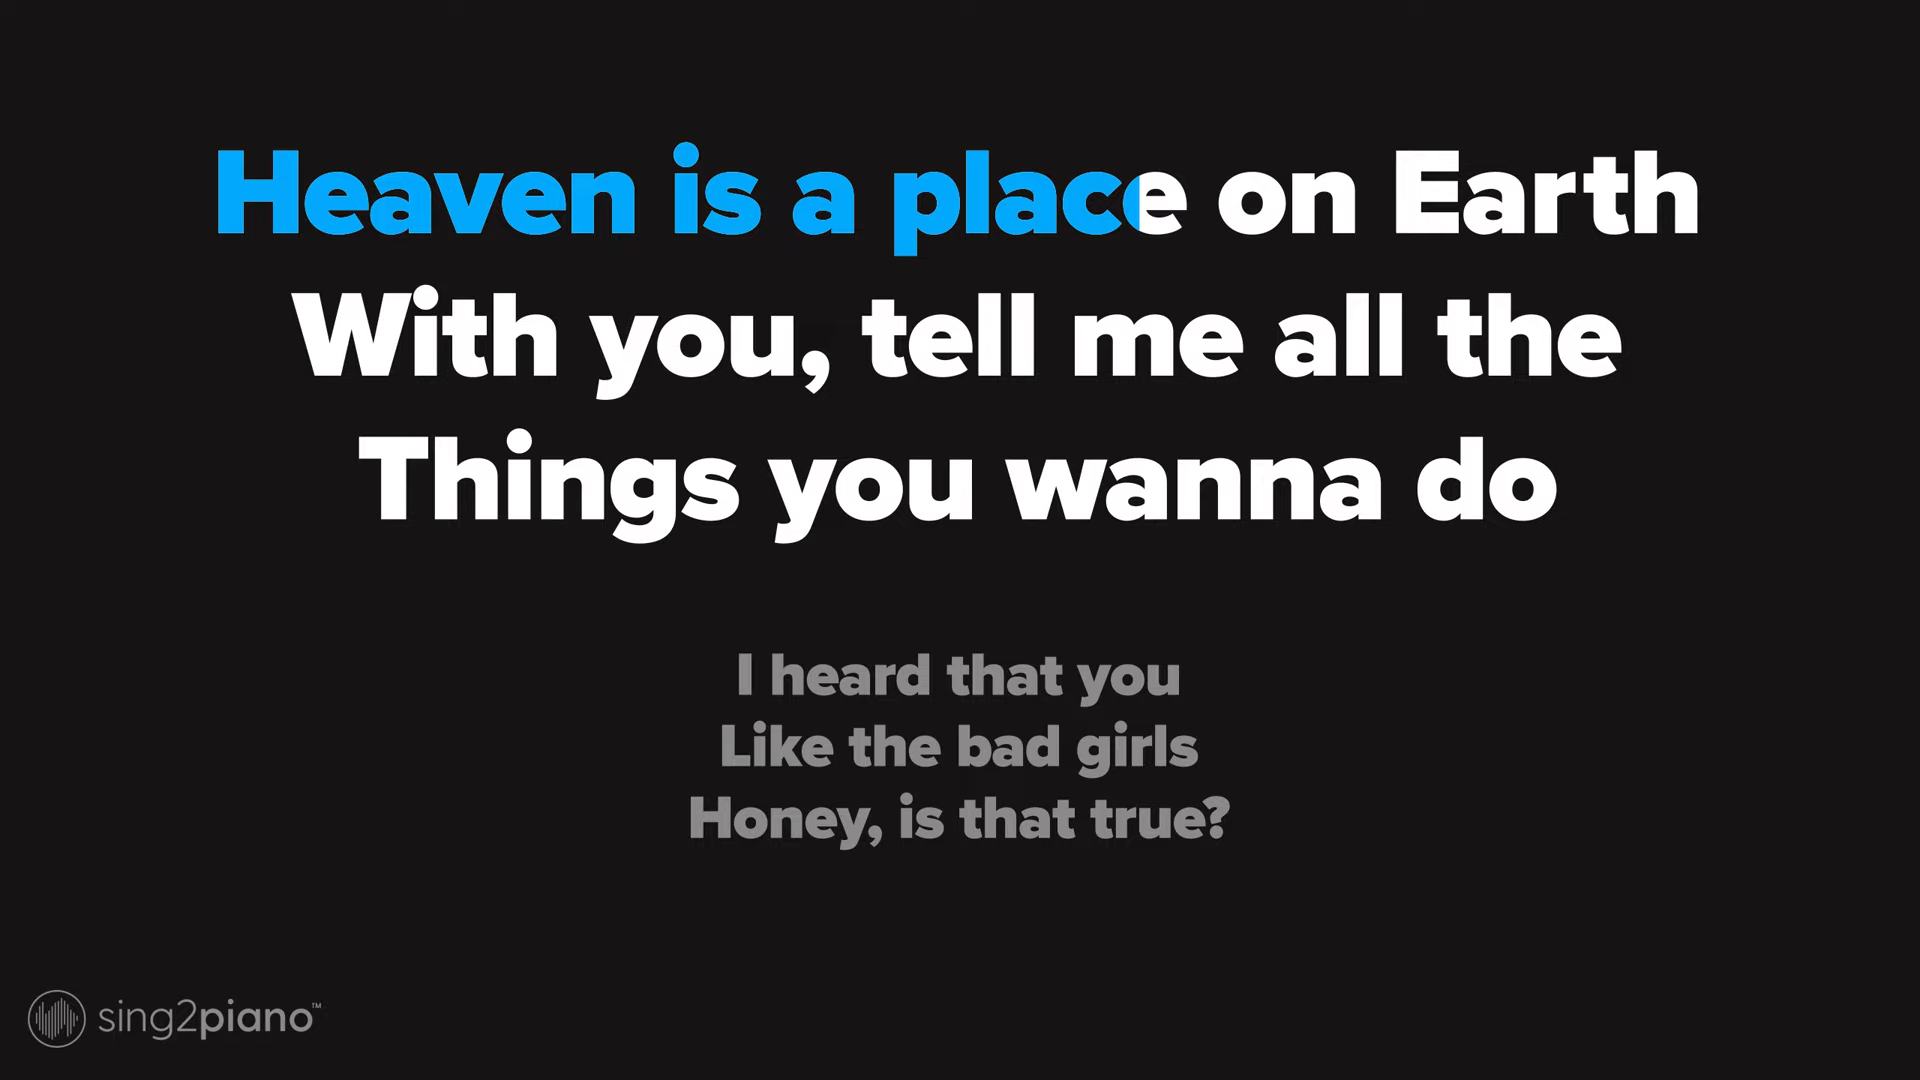 Heaven is a place on Earth
With you, tell me all the
Things you wanna do
I heard that you
Like the bad girls
Honey, is that true?
sing2piano™